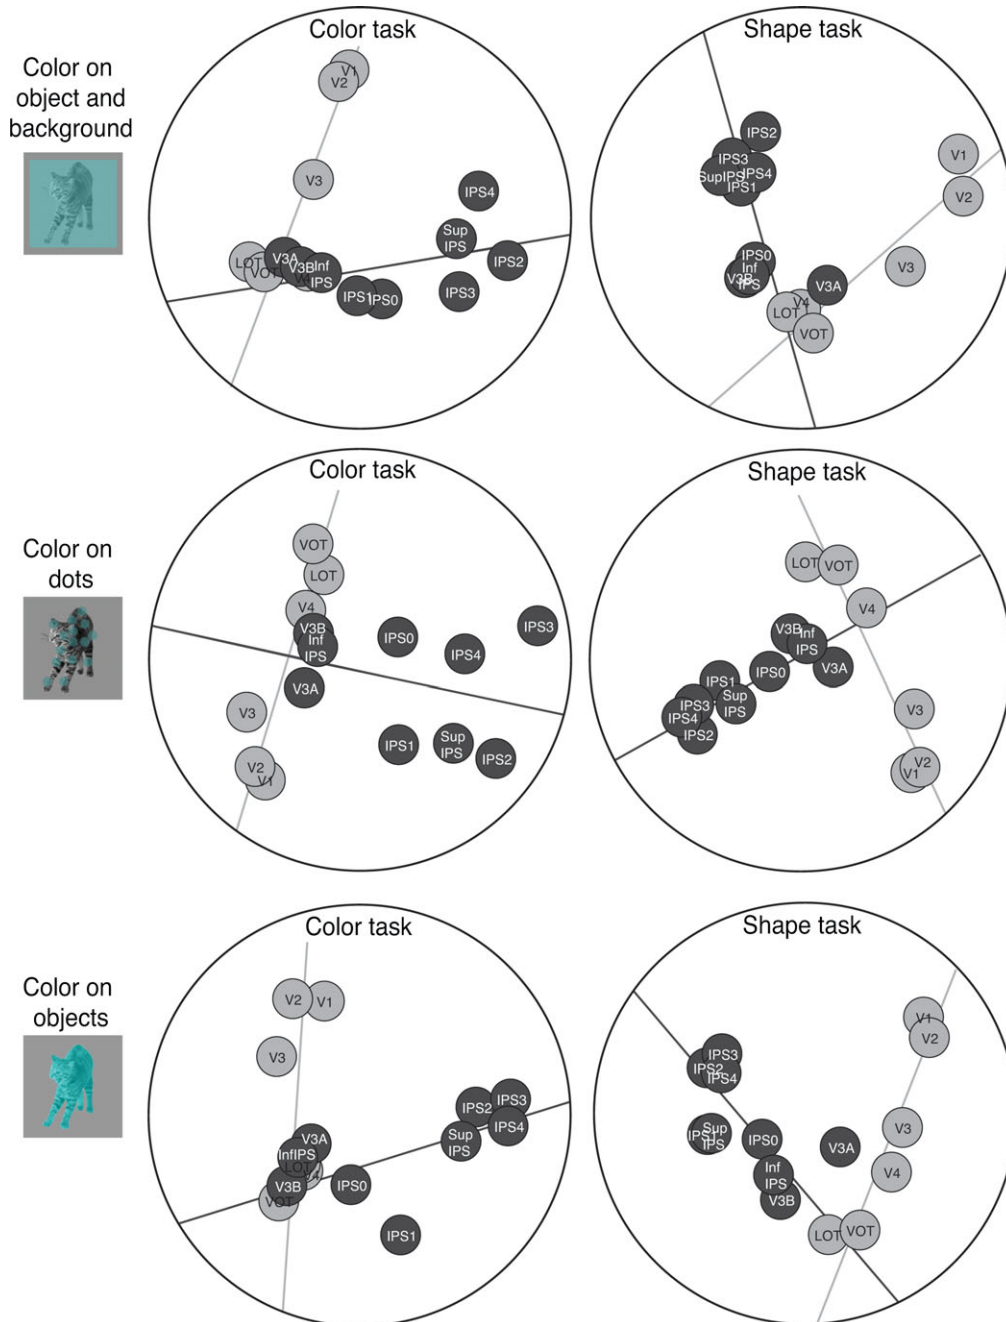 Color task
Shape task
Color on
object and
background
V1
V2
V3
IPS4
Sup
IPS
IPS2
LOT
V3A
VOT
V3B
Inf
IPS
V4
IPS1
IPS0
IPS3
IPS2
IPS3
IPS4
SupIPS
IPS1
V1
V2
IPS0
Inf
V3B
IPS
V3
V3A
V4
LOT
VOT
Color task
Shape task
Color on
dots
VOT
LOT
V4
V3B
Inf
IPS
IPS0
IPS3
IPS4
V3A
V3
IPS1
Sup
IPS
IPS2
V2
V1
LOT
VOT
V4
V3B
Inf
IPS
V3A
IPS0
IPS1
Sup
IPS
IPS3
IPS4
IPS2
V3
V2
V1
Color task
Shape task
Color on
objects
V2
V1
V3
IPS2
IPS3
IPS4
Sup
IPS
V3A
InfIPS
LOT
V4
V3B
VOT
IPS0
IPS1
V1
V2
IPS3
IPS2
IPS4
IPS1
Sup
IPS
IPS0
V3A
V3
V4
Inf
IPS
V3B
LOT
VOT